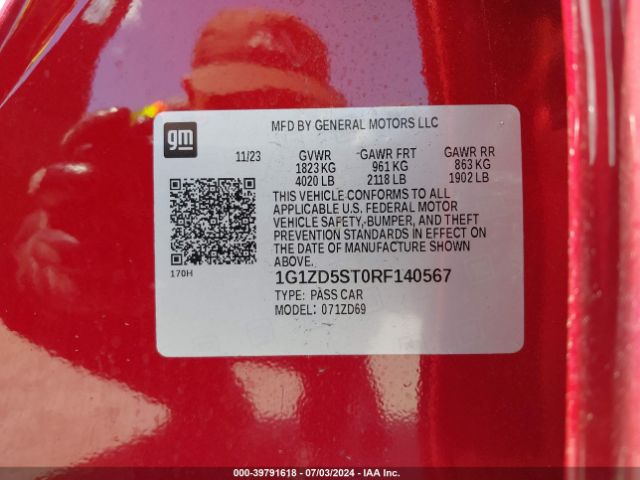 gm
MFD BY GENERAL MOTORS LLC
11/23 GVWR GAWR FRT GAWR RR
1823 KG 961 KG 863 KG
4020 LB 2118 LB 1902 LB
THIS VEHICLE CONFORMS TO ALL
APPLICABLE U.S. FEDERAL MOTOR
VEHICLE SAFETY, BUMPER, AND THEFT
PREVENTION STANDARDS IN EFFECT ON
THE DATE OF MANUFACTURE SHOWN
ABOVE.
170H
1G1ZD5ST0RF140567
TYPE: PASS CAR
MODEL: 071ZD69
000-39791618 - 07/03/2024 - IAA Inc.